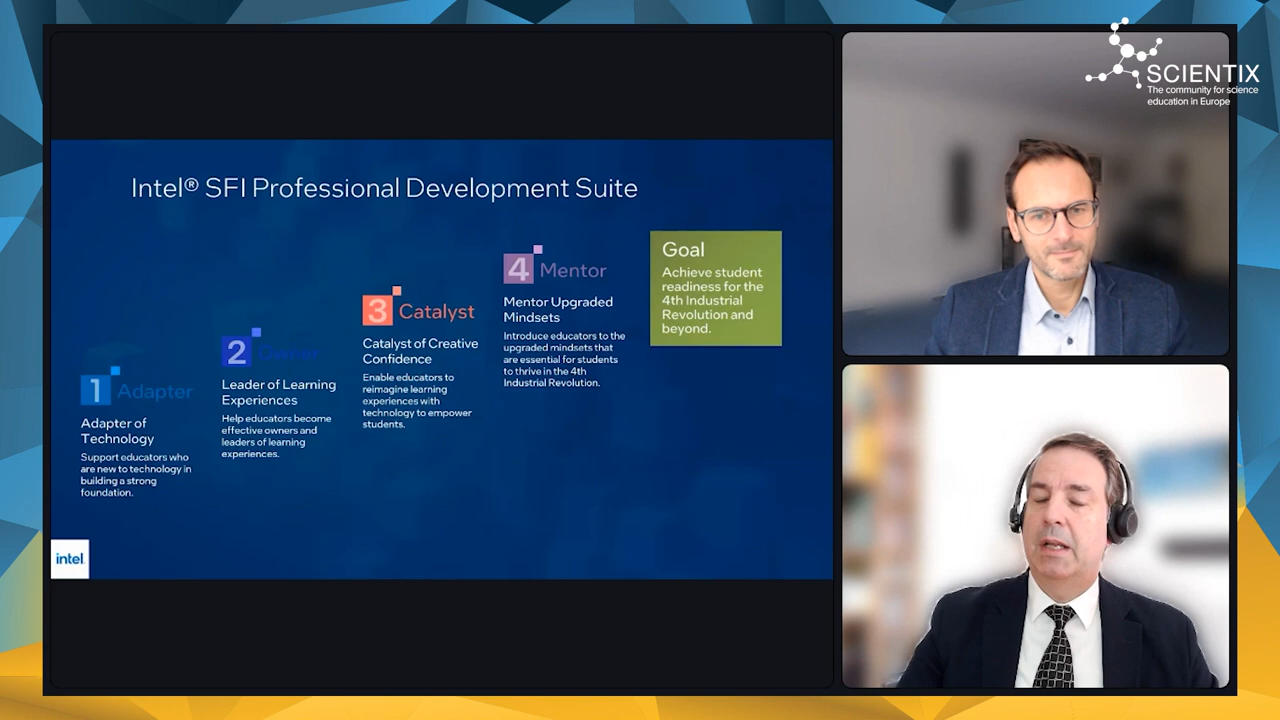 SCIENTIX
The community for science
education in Europe
Intel® SFI Professional Development Suite
1 Adapter
Adapter of
Technology
Support educators who
are new to technology in
building a strong
foundation.
2 Owner
Leader of Learning
Experiences
Help educators become
effective owners and
leaders of learning
experiences.
3 Catalyst
Catalyst of Creative
Confidence
Enable educators to
reimagine learning
experiences with
technology to empower
students.
4 Mentor
Mentor Upgraded
Mindsets
Introduce educators to the
upgraded mindsets that
are essential for students
to thrive in the 4th
Industrial Revolution.
Goal
Achieve student
readiness for the
4th Industrial
Revolution and
beyond.
intel